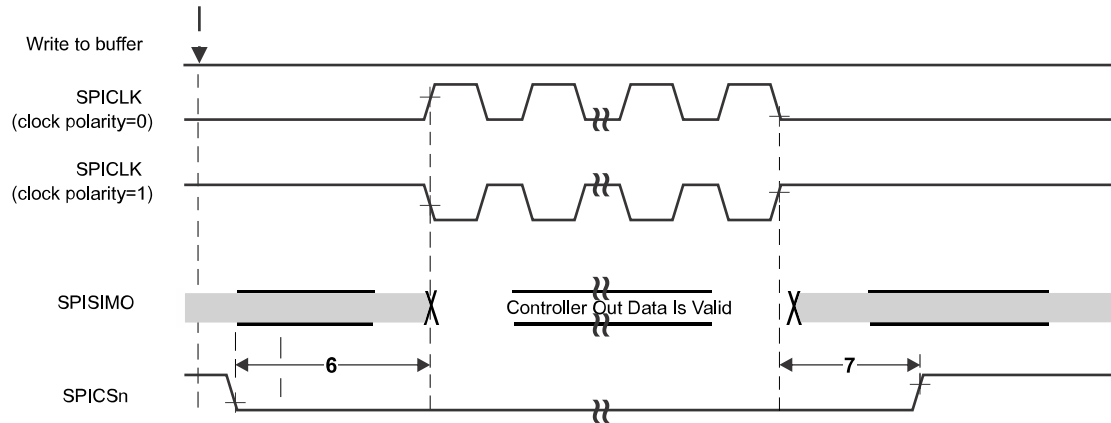 Write to buffer
SPICLK
(clock polarity=0)
SPICLK
(clock polarity=1)
SPISIMO
Controller Out Data Is Valid
6
7
SPICSn